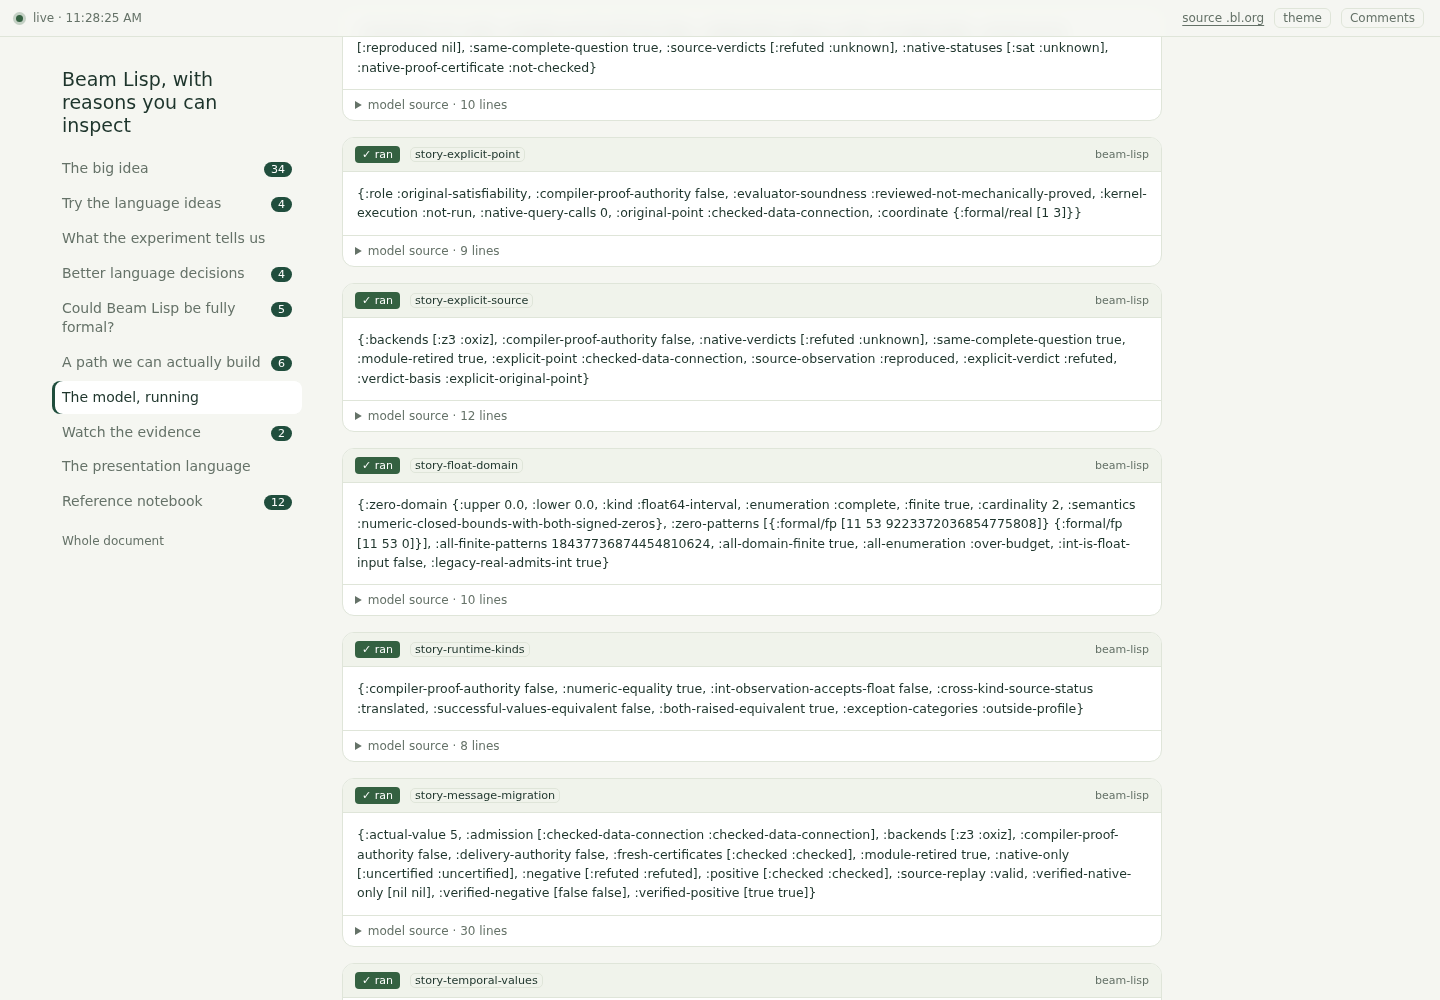 live · 11:28:25 AM
source .bl.org
theme
Comments
Beam Lisp, with
reasons you can
inspect
The big idea 34
Try the language ideas 4
What the experiment tells us
Better language decisions 4
Could Beam Lisp be fully
formal? 5
A path we can actually build 6
The model, running
Watch the evidence 2
The presentation language
Reference notebook 12
Whole document
[:reproduced nil], :same-complete-question true, :source-verdicts [:refuted :unknown], :native-statuses [:sat :unknown],
:native-proof-certificate :not-checked}
▶ model source · 10 lines
✓ ran story-explicit-point beam-lisp
{:role :original-satisfiability, :compiler-proof-authority false, :evaluator-soundness :reviewed-not-mechanically-proved, :kernel-
execution :not-run, :native-query-calls 0, :original-point :checked-data-connection, :coordinate {:formal/real [1 3]}}
▶ model source · 9 lines
✓ ran story-explicit-source beam-lisp
{:backends [:z3 :oxiz], :compiler-proof-authority false, :native-verdicts [:refuted :unknown], :same-complete-question true,
:module-retired true, :explicit-point :checked-data-connection, :source-observation :reproduced, :explicit-verdict :refuted,
:verdict-basis :explicit-original-point}
▶ model source · 12 lines
✓ ran story-float-domain beam-lisp
{:zero-domain {:upper 0.0, :lower 0.0, :kind :float64-interval, :enumeration :complete, :finite true, :cardinality 2, :semantics
:numeric-closed-bounds-with-both-signed-zeros}, :zero-patterns [{:formal/fp [11 53 9223372036854775808]} {:formal/fp
[11 53 0]}], :all-finite-patterns 18437736874454810624, :all-domain-finite true, :all-enumeration :over-budget, :int-is-float-
input false, :legacy-real-admits-int true}
▶ model source · 10 lines
✓ ran story-runtime-kinds beam-lisp
{:compiler-proof-authority false, :numeric-equality true, :int-observation-accepts-float false, :cross-kind-source-status
:translated, :successful-values-equivalent false, :both-raised-equivalent true, :exception-categories :outside-profile}
▶ model source · 8 lines
✓ ran story-message-migration beam-lisp
{:actual-value 5, :admission [:checked-data-connection :checked-data-connection], :backends [:z3 :oxiz], :compiler-proof-
authority false, :delivery-authority false, :fresh-certificates [:checked :checked], :module-retired true, :native-only
[:uncertified :uncertified], :negative [:refuted :refuted], :positive [:checked :checked], :source-replay :valid, :verified-native-
only [nil nil], :verified-negative [false false], :verified-positive [true true]}
▶ model source · 30 lines
✓ ran story-temporal-values beam-lisp